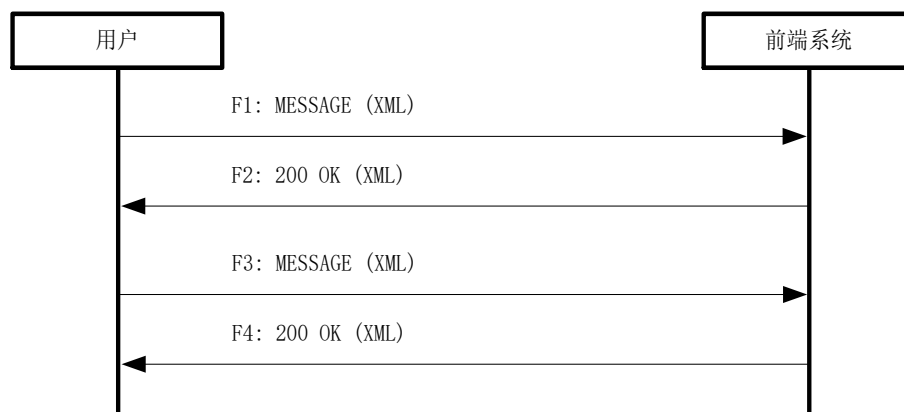 用户
前端系统
F1: MESSAGE (XML)
F2: 200 OK (XML)
F3: MESSAGE (XML)
F4: 200 OK (XML)